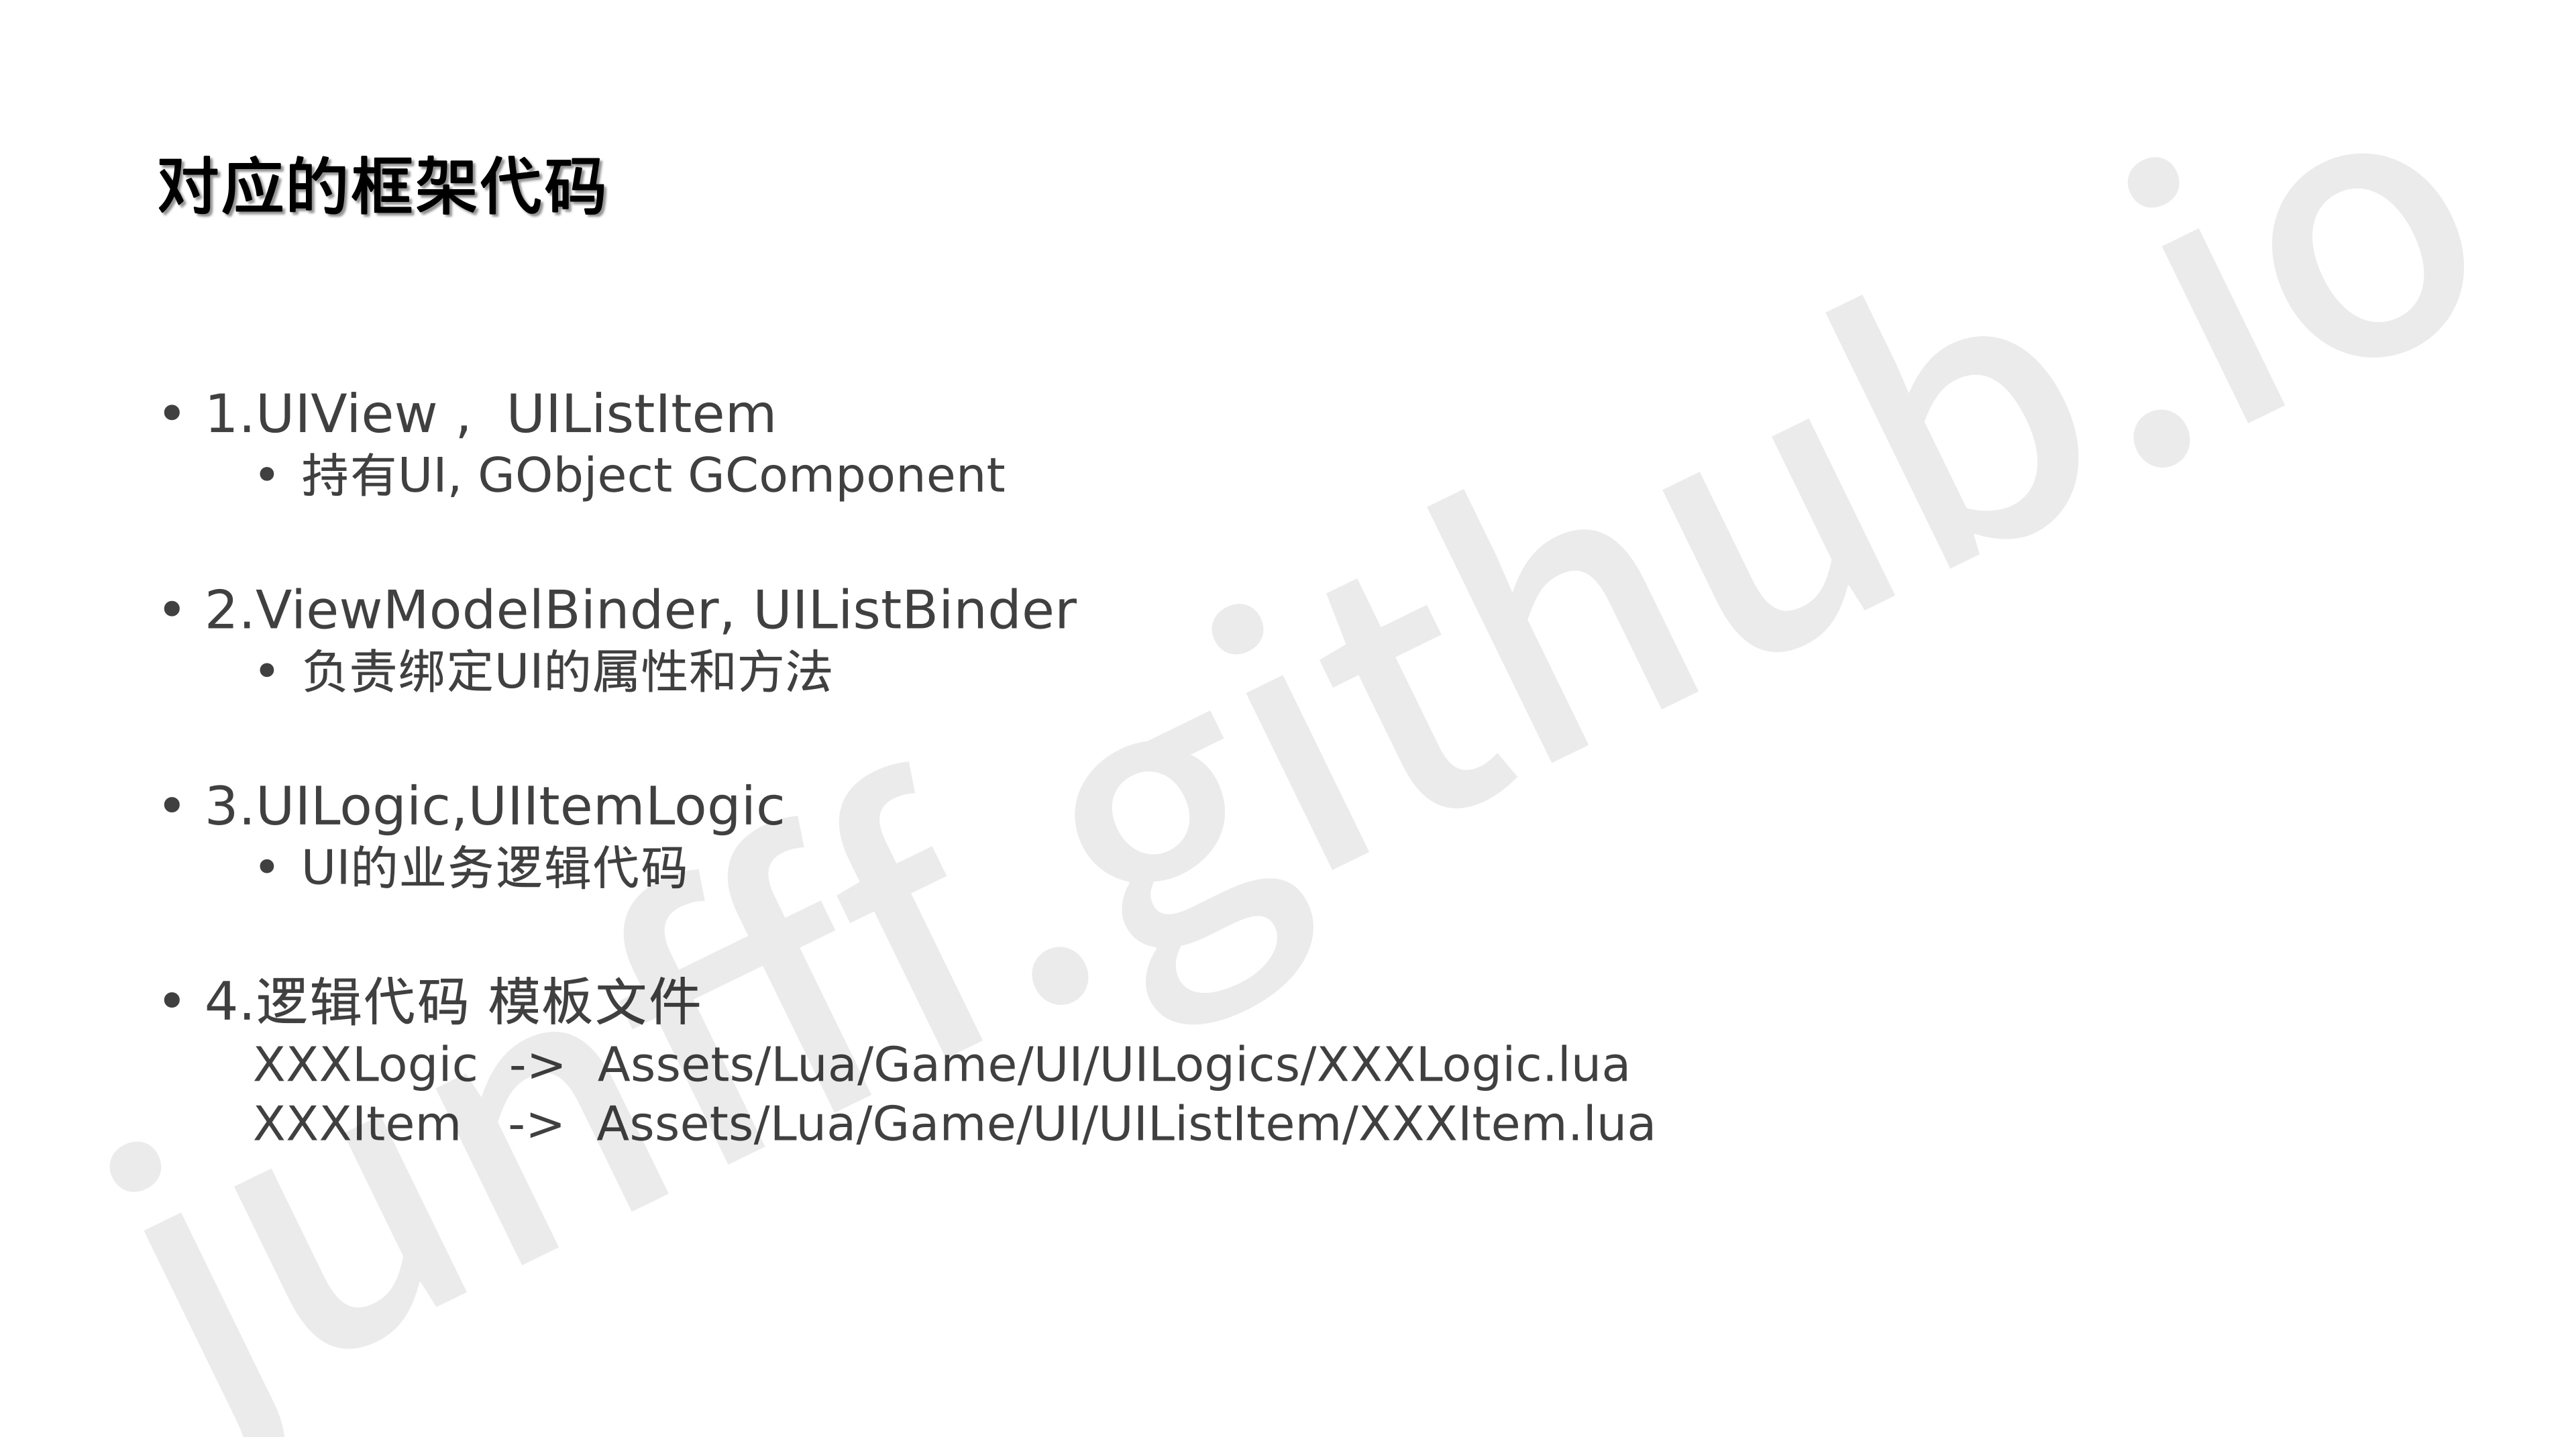 对应的框架代码
• 1.UIView ,  UIListItem
• 持有UI, GObject GComponent
• 2.ViewModelBinder, UIListBinder
• 负责绑定UI的属性和方法
• 3.UILogic,UIItemLogic
• UI的业务逻辑代码
• 4.逻辑代码 模板文件
XXXLogic  ->  Assets/Lua/Game/UI/UILogics/XXXLogic.lua
XXXItem   ->  Assets/Lua/Game/UI/UIListItem/XXXItem.lua
junfff.github.io